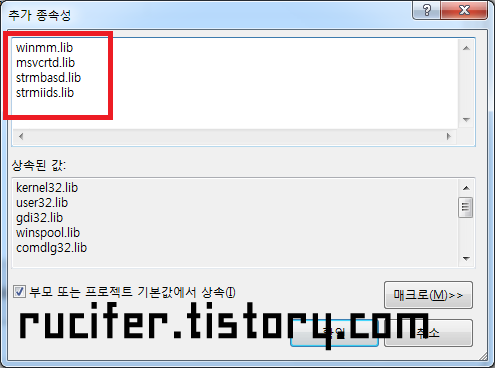 추가 종속성
winmm.lib
msvcrtd.lib
strmbasd.lib
strmiids.lib
상속된 값:
kernel32.lib
user32.lib
gdi32.lib
winspool.lib
comdlg32.lib
부모 또는 프로젝트 기본값에서 상속(I)
매크로(M)>>
rucifer.tistory.com
확인
취소